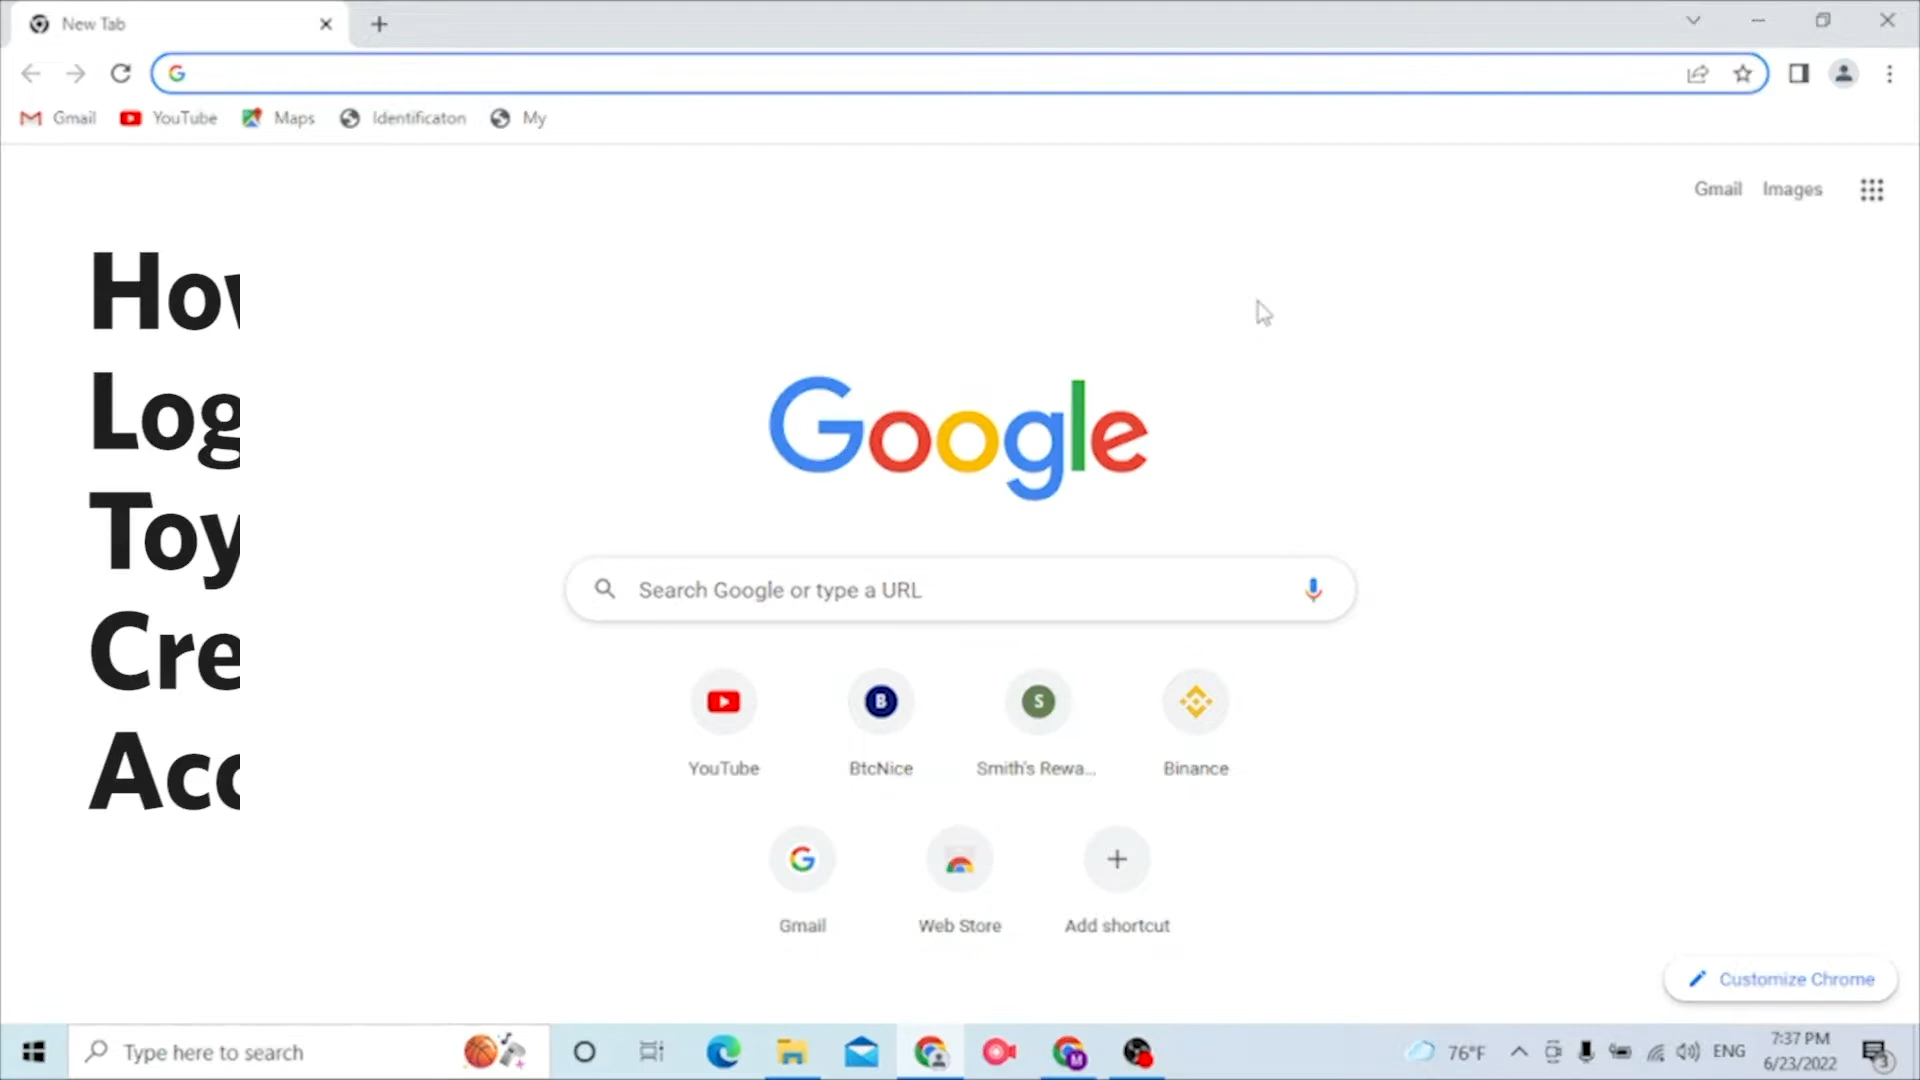 New Tab
Gmail
YouTube
Maps
Identificaton
My
Gmail
Images
Google
Search Google or type a URL
YouTube
BtcNice
Smith's Rewa...
Binance
Gmail
Web Store
Add shortcut
Customize Chrome
Type here to search
76°F
ENG
7:37 PM
6/23/2022
3
B
S
M
Log
Toy
Cre